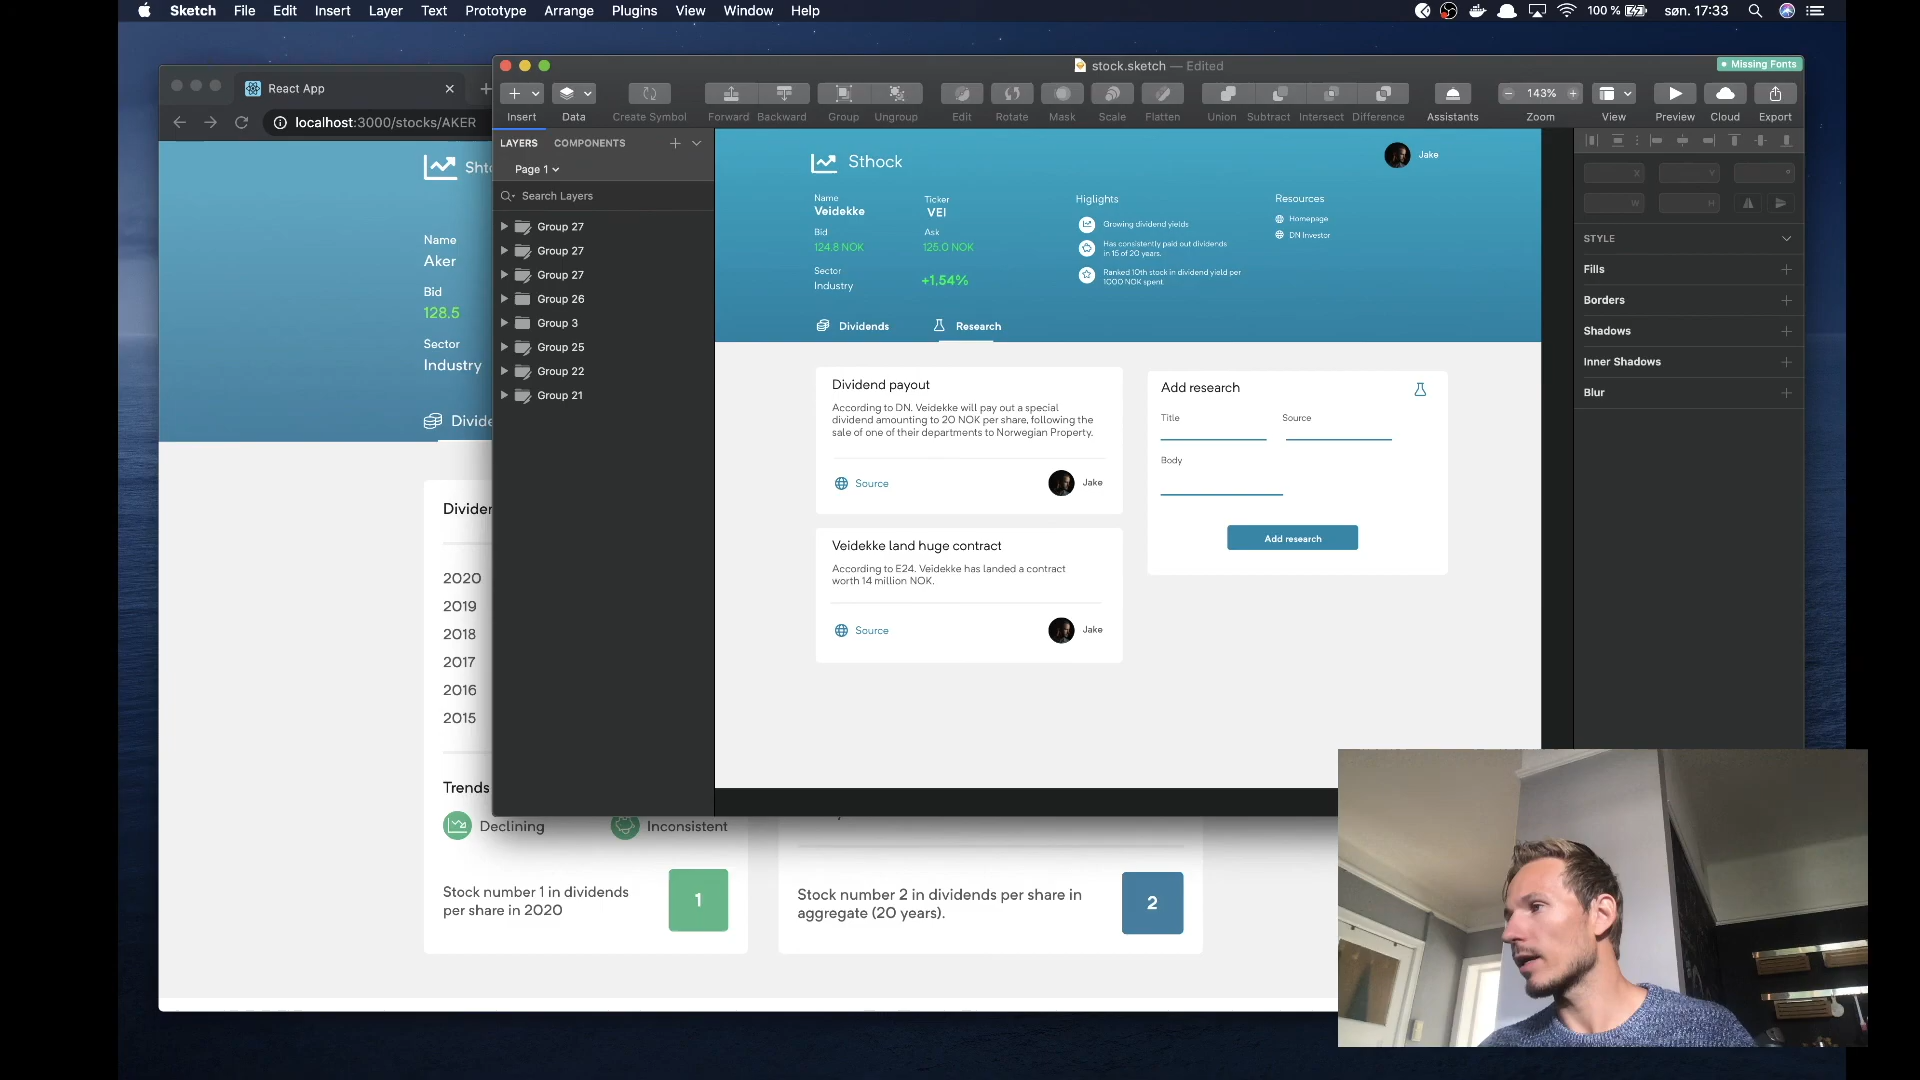 Sketch File Edit Insert Layer Text Prototype Arrange Plugins View Window Help
100 % søn. 17:33
React App
localhost:3000/stocks/AKER
Name
Aker
Bid
128.5
Sector
Industry
2020
2019
2018
2017
2016
2015
Trends
Declining
Inconsistent
Stock number 1 in dividends
per share in 2020
1
Stock number 2 in dividends per share in
aggregate (20 years).
2
stock.sketch — Edited
Missing Fonts
Insert Data Create Symbol Forward Backward Group Ungroup Edit Rotate Mask Scale Flatten Union Subtract Intersect Difference Assistants Zoom View Preview Cloud Export
143%
LAYERS COMPONENTS
Page 1
Search Layers
Group 27
Group 27
Group 27
Group 26
Group 3
Group 25
Group 22
Group 21
Sthock
Jake
Name
Veidekke
Ticker
VEI
Bid
124.8 NOK
Ask
125.0 NOK
Sector
Industry
+1.54%
Higlights
Growing dividend yields
Has consistently paid out dividends
in 15 of 20 years.
Ranked 10th stock in dividend yield per
1000 NOK spent
Resources
Homepage
DN Investor
Dividends
Research
Dividend payout
According to DN. Veidekke will pay out a special
dividend amounting to 20 NOK per share, following the
sale of one of their departments to Norwegian Property.
Source
Jake
Veidekke land huge contract
According to E24. Veidekke has landed a contract
worth 14 million NOK.
Source
Jake
Add research
Title
Source
Body
Add research
X Y °
W H
STYLE
Fills
Borders
Shadows
Inner Shadows
Blur